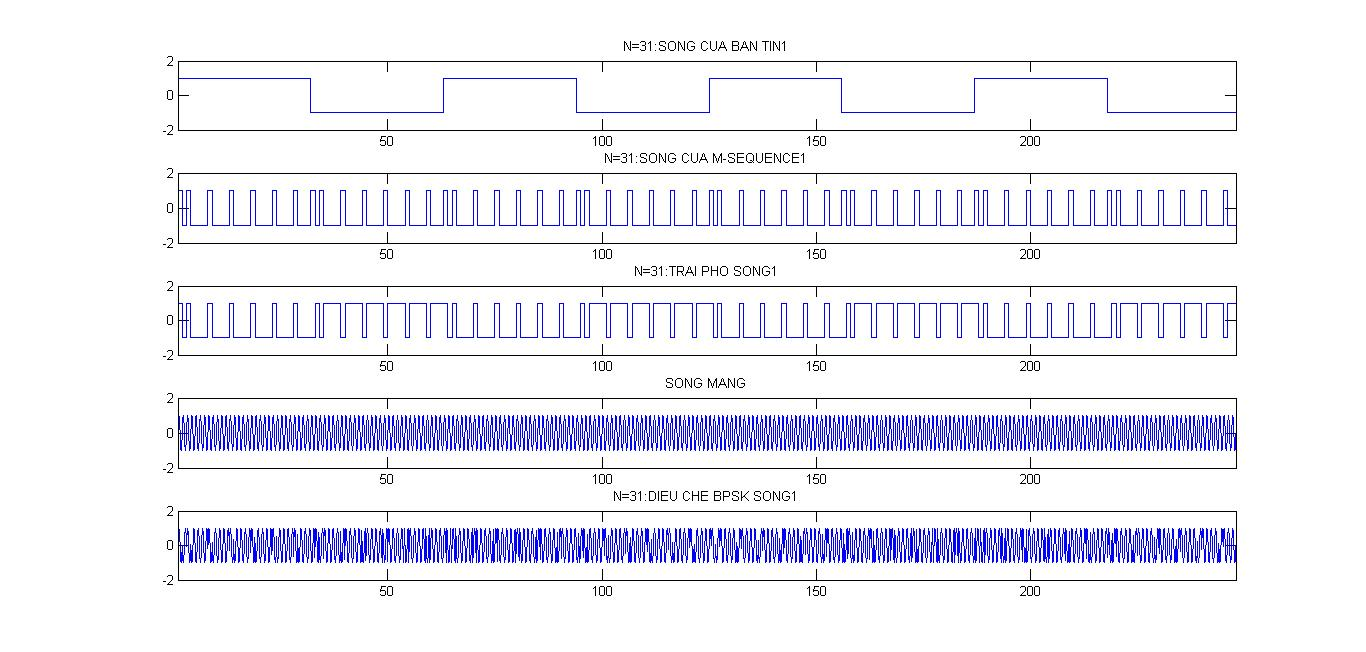 N=31:SONG CUA BAN TIN1
2
0
-2
50 100 150 200
N=31:SONG CUA M-SEQUENCE1
2
0
-2
50 100 150 200
N=31:TRAI PHO SONG1
2
0
-2
50 100 150 200
SONG MANG
2
0
-2
50 100 150 200
N=31:DIEU CHE BPSK SONG1
2
0
-2
50 100 150 200